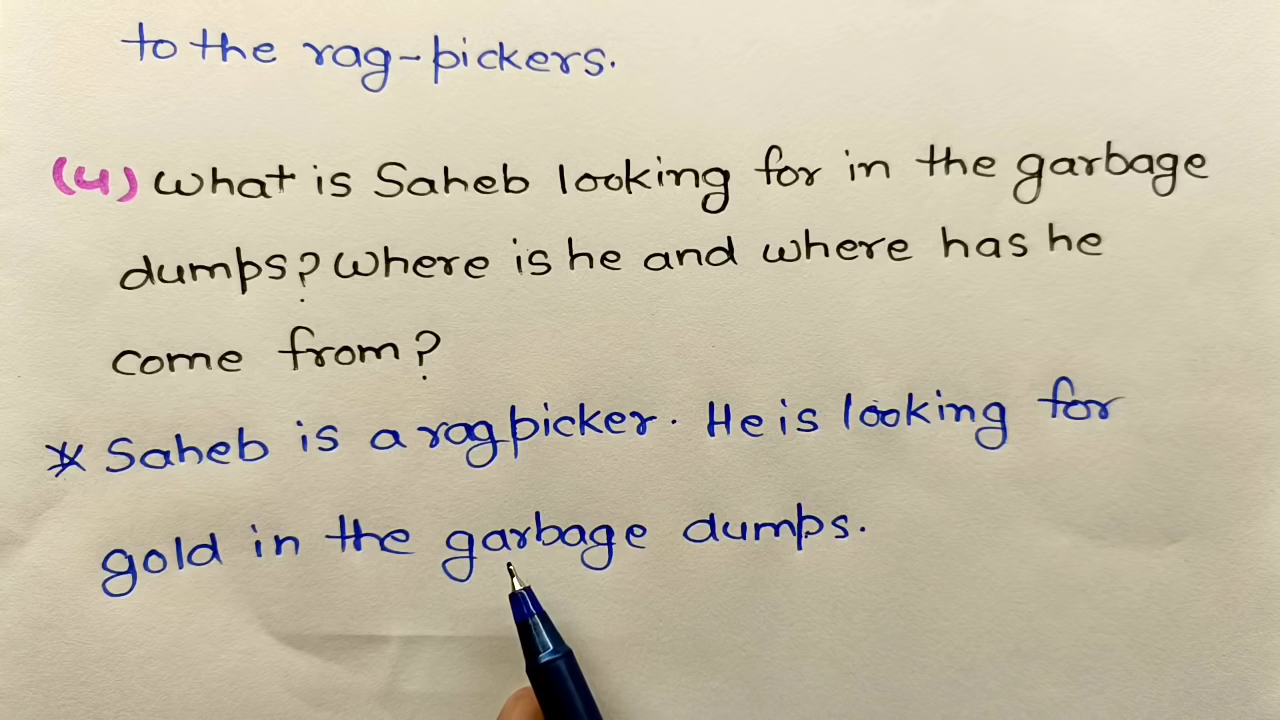 to the rag-pickers.
(4) What is Saheb looking for in the garbage
dumps? Where is he and where has he
come from?
* Saheb is a ragpicker. He is looking for
gold in the garbage dumps.